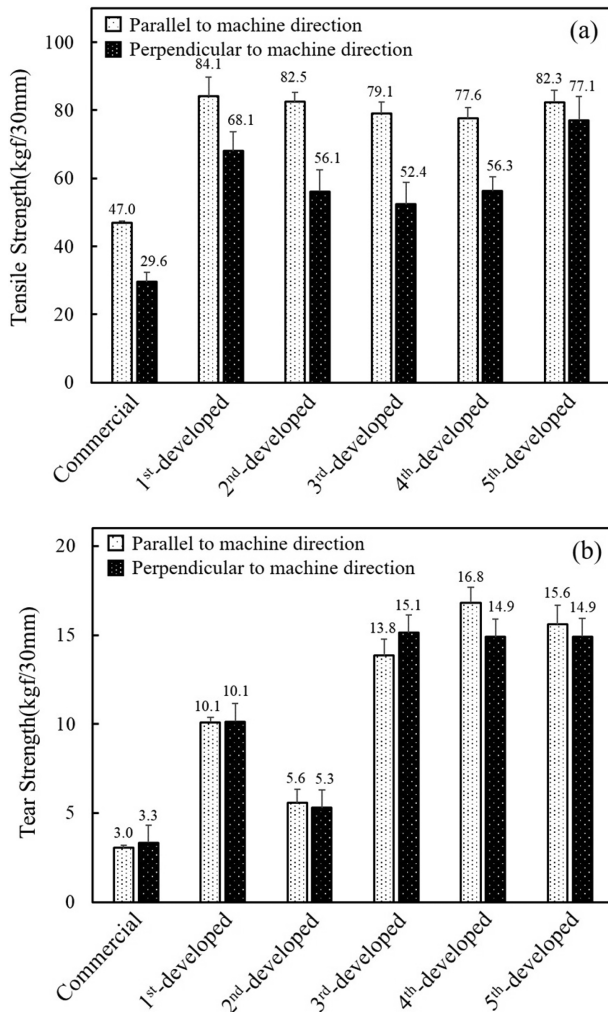 (a)
Parallel to machine direction
Perpendicular to machine direction
Tensile Strength(kgf/30mm)
100
80
60
40
20
0
47.0
29.6
84.1
68.1
82.5
56.1
79.1
52.4
77.6
56.3
82.3
77.1
Commercial
1st-developed
2nd-developed
3rd-developed
4th-developed
5th-developed
(b)
Parallel to machine direction
Perpendicular to machine direction
Tear Strength(kgf/30mm)
20
15
10
5
0
3.0
3.3
10.1
10.1
5.6
5.3
13.8
15.1
16.8
14.9
15.6
14.9
Commercial
1st-developed
2nd-developed
3rd-developed
4th-developed
5th-developed